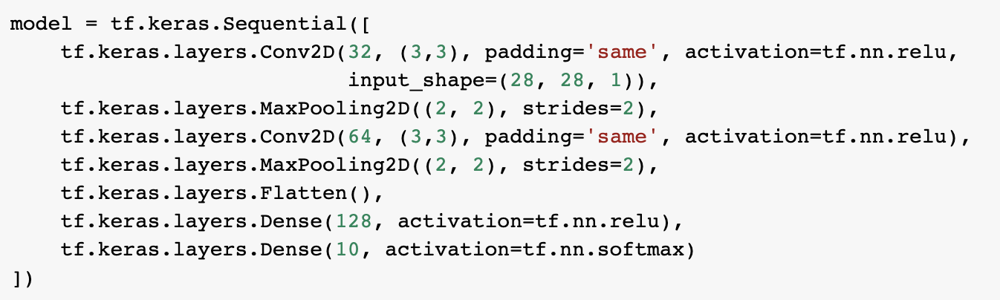 model = tf.keras.Sequential([
    tf.keras.layers.Conv2D(32, (3,3), padding='same', activation=tf.nn.relu,
                           input_shape=(28, 28, 1)),
    tf.keras.layers.MaxPooling2D((2, 2), strides=2),
    tf.keras.layers.Conv2D(64, (3,3), padding='same', activation=tf.nn.relu),
    tf.keras.layers.MaxPooling2D((2, 2), strides=2),
    tf.keras.layers.Flatten(),
    tf.keras.layers.Dense(128, activation=tf.nn.relu),
    tf.keras.layers.Dense(10, activation=tf.nn.softmax)
])